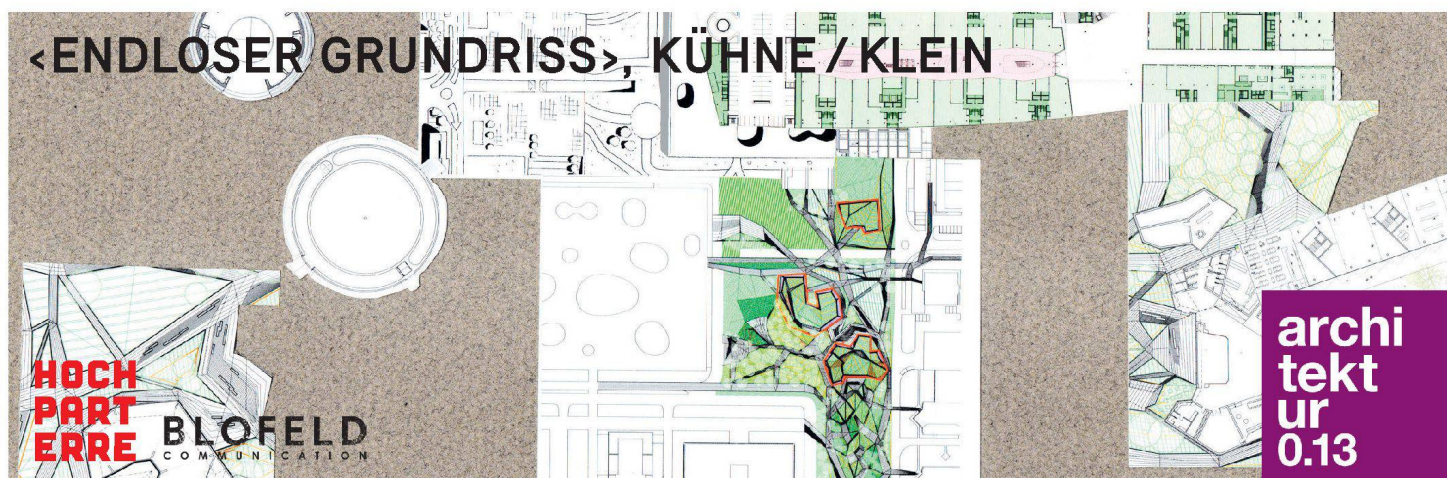 <ENDLOSER GRUNDRISS>, KÜHNE / KLEIN
HOCH
PART
ERRE
BLOFELD
COMMUNICATION
archi
tekt
ur
0.13